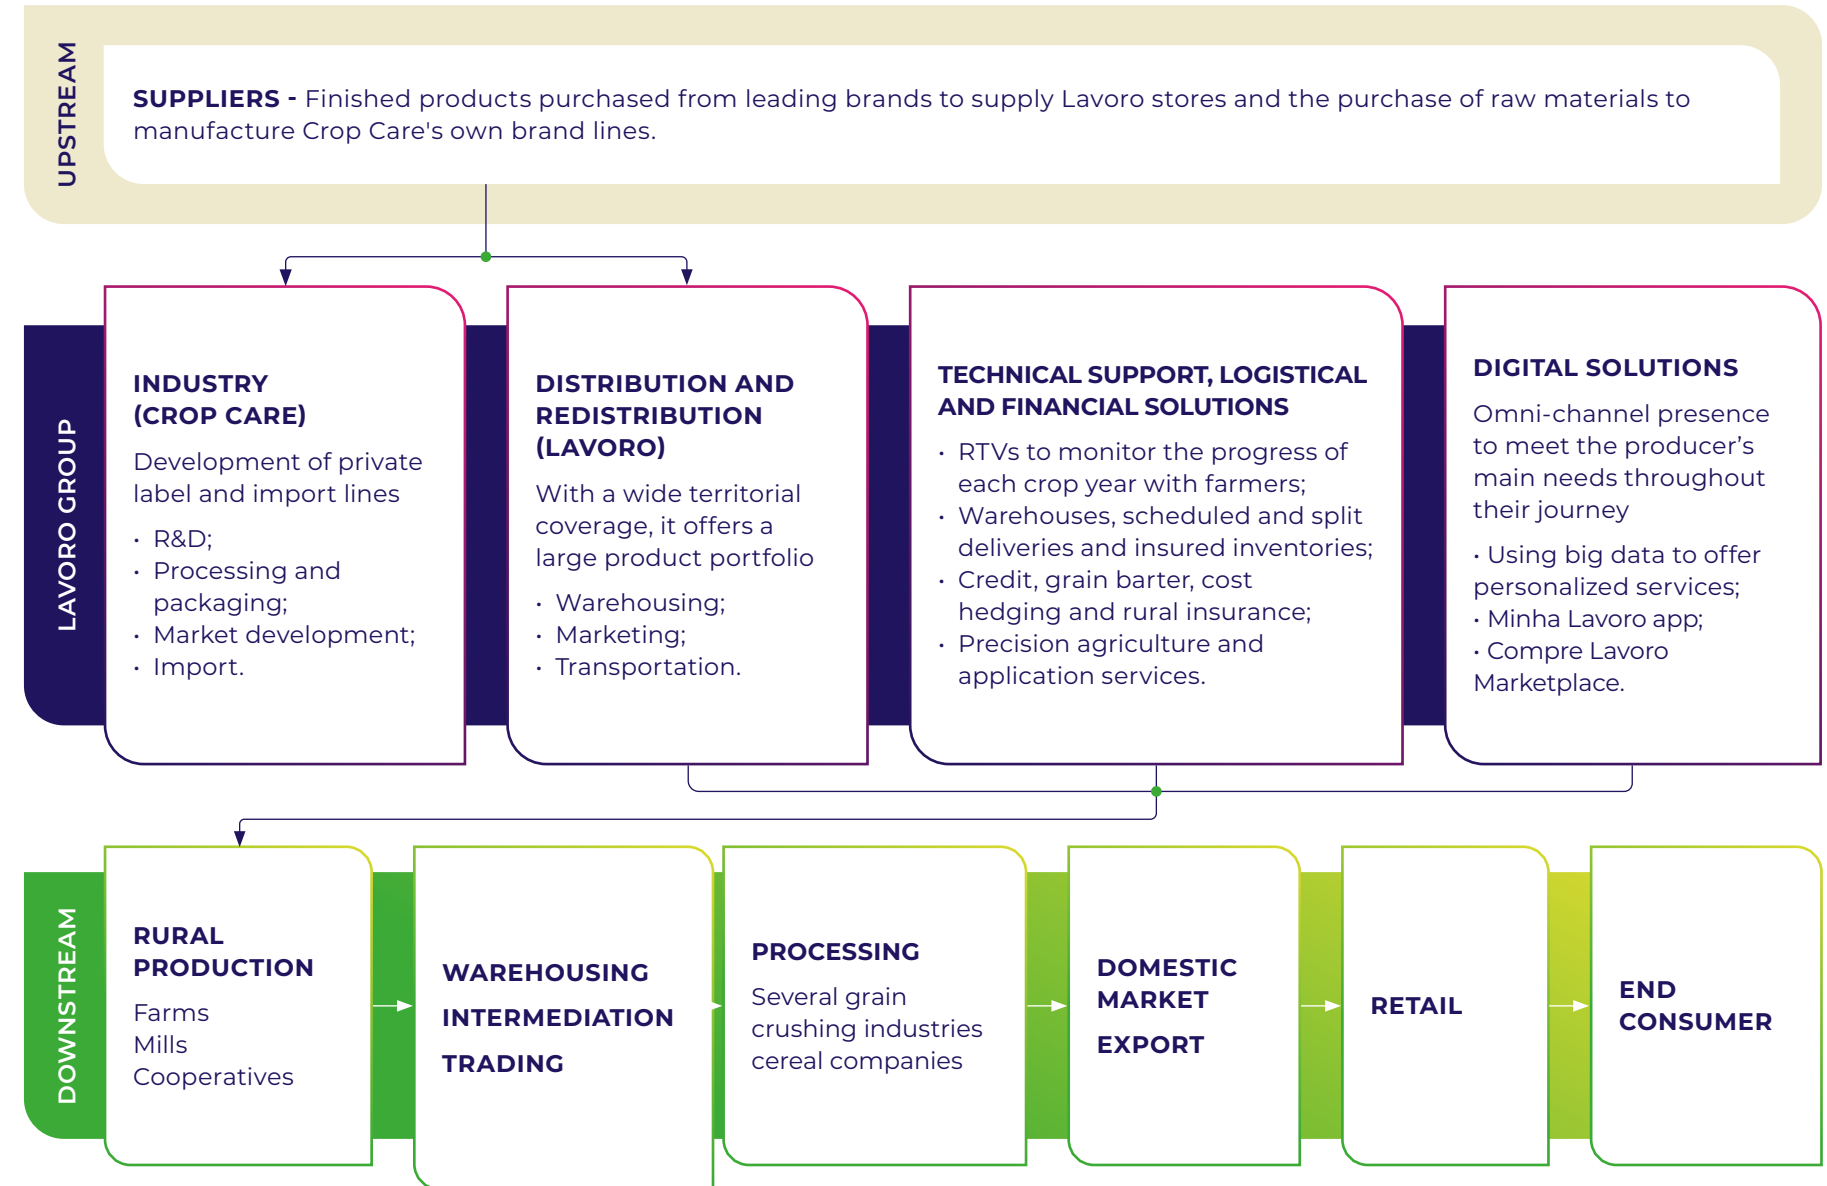 UPSTREAM
SUPPLIERS - Finished products purchased from leading brands to supply Lavoro stores and the purchase of raw materials to
manufacture Crop Care's own brand lines.
LAVORO GROUP
INDUSTRY
(CROP CARE)
Development of private
label and import lines
• R&D;
• Processing and
packaging;
• Market development;
• Import.
DISTRIBUTION AND
REDISTRIBUTION
(LAVORO)
With a wide territorial
coverage, it offers a
large product portfolio
• Warehousing;
• Marketing;
• Transportation.
TECHNICAL SUPPORT, LOGISTICAL
AND FINANCIAL SOLUTIONS
• RTVs to monitor the progress of
each crop year with farmers;
• Warehouses, scheduled and split
deliveries and insured inventories;
• Credit, grain barter, cost
hedging and rural insurance;
• Precision agriculture and
application services.
DIGITAL SOLUTIONS
Omni-channel presence
to meet the producer’s
main needs throughout
their journey
• Using big data to offer
personalized services;
• Minha Lavoro app;
• Compre Lavoro
Marketplace.
DOWNSTREAM
RURAL
PRODUCTION
Farms
Mills
Cooperatives
WAREHOUSING
INTERMEDIATION
TRADING
PROCESSING
Several grain
crushing industries
cereal companies
DOMESTIC
MARKET
EXPORT
RETAIL
END
CONSUMER